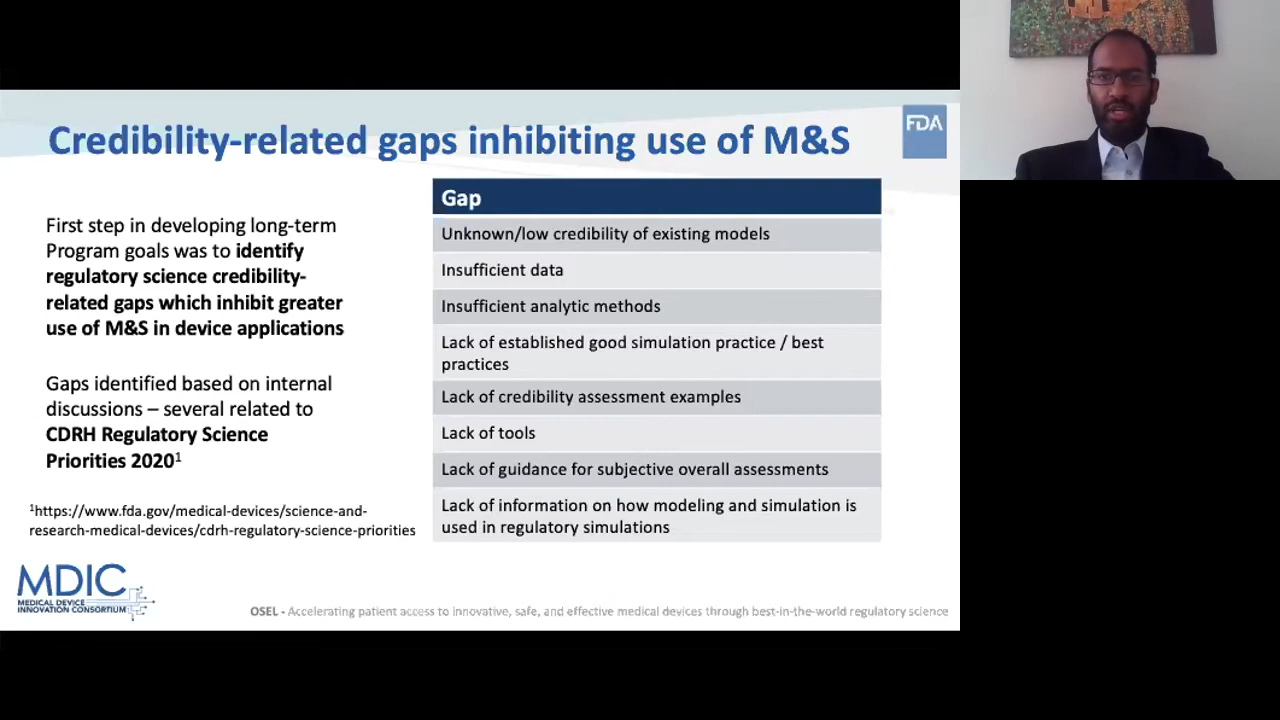 Credibility-related gaps inhibiting use of M&S
FDA
First step in developing long-term
Program goals was to identify
regulatory science credibility-
related gaps which inhibit greater
use of M&S in device applications
Gaps identified based on internal
discussions – several related to
CDRH Regulatory Science
Priorities 2020¹
¹https://www.fda.gov/medical-devices/science-and-
research-medical-devices/cdrh-regulatory-science-priorities
Gap
Unknown/low credibility of existing models
Insufficient data
Insufficient analytic methods
Lack of established good simulation practice / best
practices
Lack of credibility assessment examples
Lack of tools
Lack of guidance for subjective overall assessments
Lack of information on how modeling and simulation is
used in regulatory simulations
MDIC
MEDICAL DEVICE
INNOVATION CONSORTIUM
OSEL - Accelerating patient access to innovative, safe, and effective medical devices through best-in-the-world regulatory science